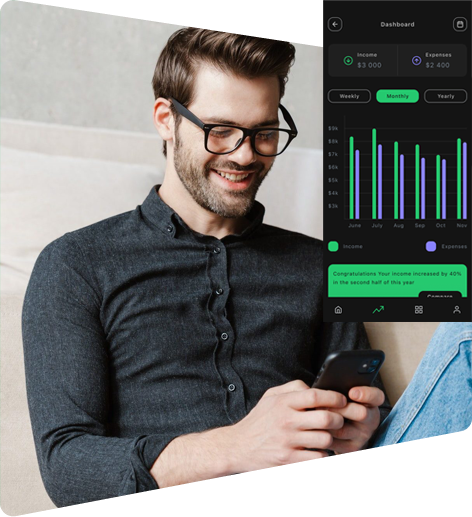 Dashboard
Income
$3 000
Expenses
$2 400
Weekly
Monthly
Yearly
$9k
$8k
$7k
$6k
$5k
$4k
$3k
June July Aug Sep Oct Nov
Income
Expenses
Congratulations Your income increased by 40%
in the second half of this year
Compare